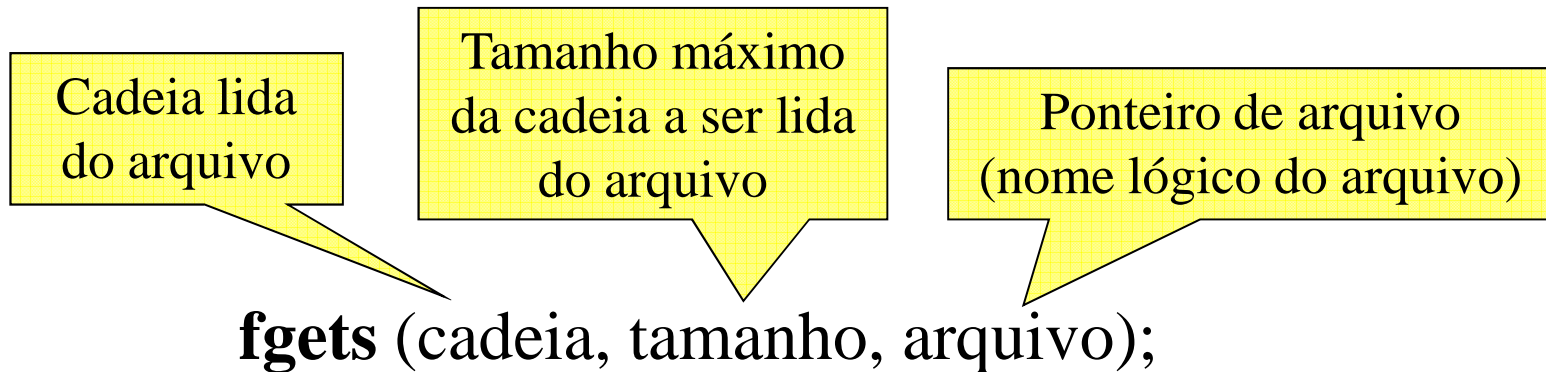 Cadeia lida
do arquivo
Tamanho máximo
da cadeia a ser lida
do arquivo
Ponteiro de arquivo
(nome lógico do arquivo)
fgets (cadeia, tamanho, arquivo);